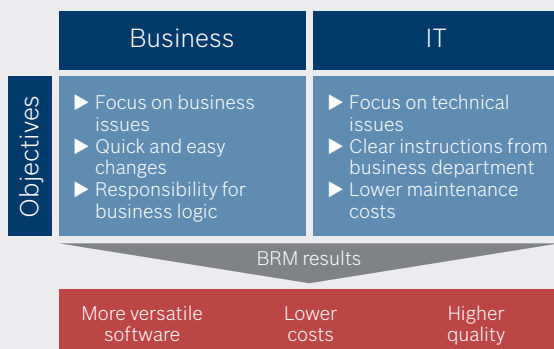 Business
IT
Objectives
▶ Focus on business
issues
▶ Quick and easy
changes
▶ Responsibility for
business logic
▶ Focus on technical
issues
▶ Clear instructions from
business department
▶ Lower maintenance
costs
BRM results
More versatile
software
Lower
costs
Higher
quality